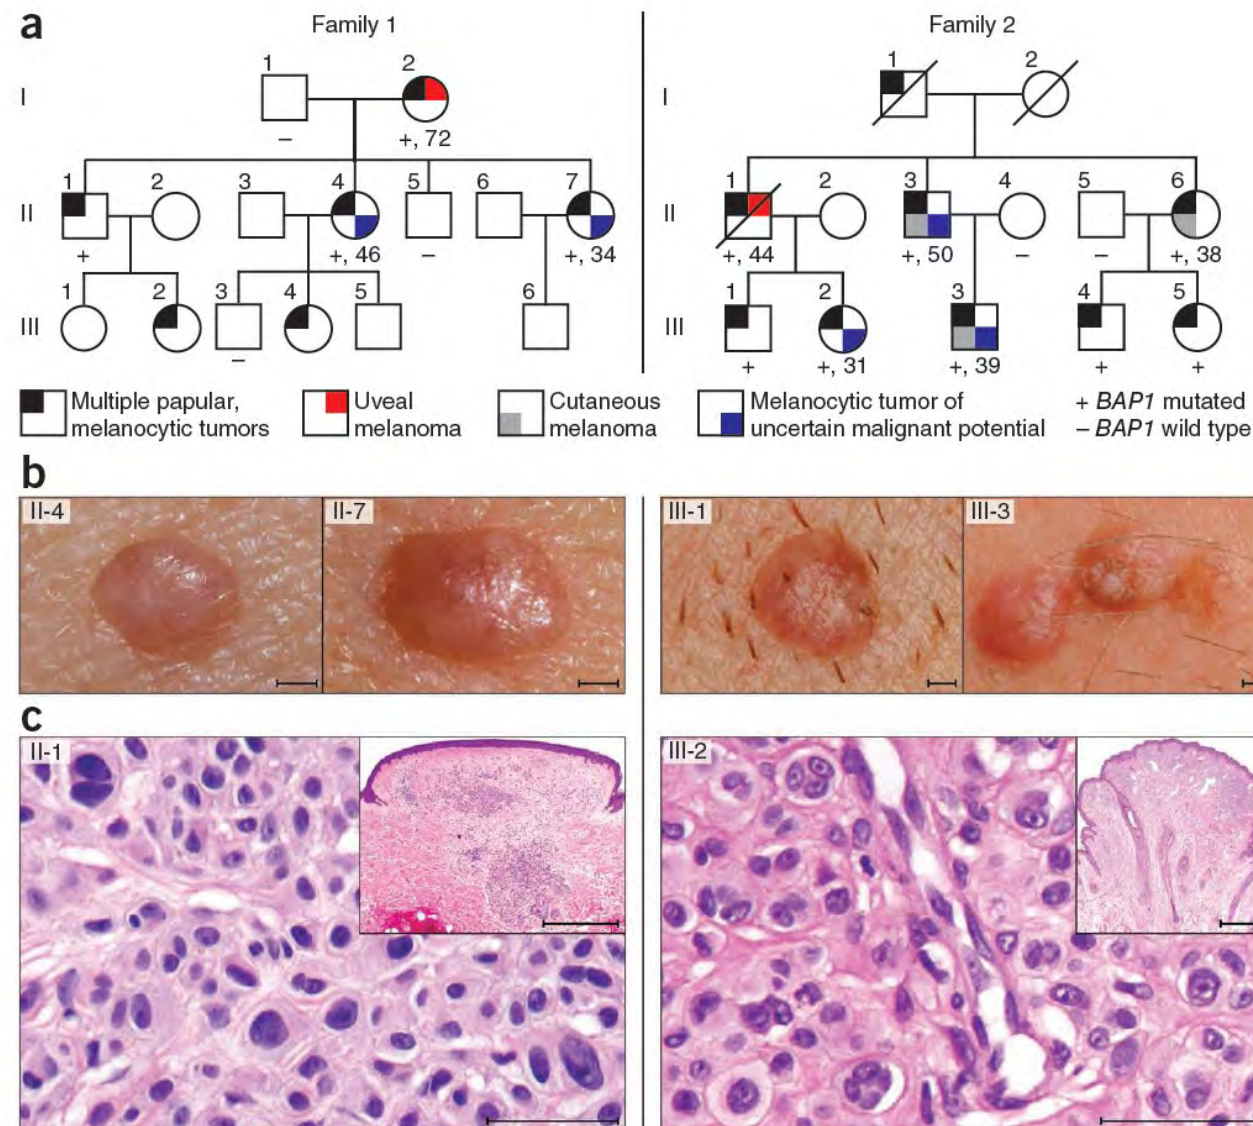 a
Family 1
Family 2
1 2
1 2
I
I
– +, 72
1 2 3 4 5 6 7
1 2 3 4 5 6
II
II
+ +, 46 – +, 34
+, 44 +, 50 – – +, 38
1 2 3 4 5 6
1 2 3 4 5
III
III
–
+ +, 31 +, 39 + +
Multiple papular,
melanocytic tumors
Uveal
melanoma
Cutaneous
melanoma
Melanocytic tumor of
uncertain malignant potential
+ BAP1 mutated
– BAP1 wild type
b
II-4
II-7
III-1
III-3
c
II-1
III-2